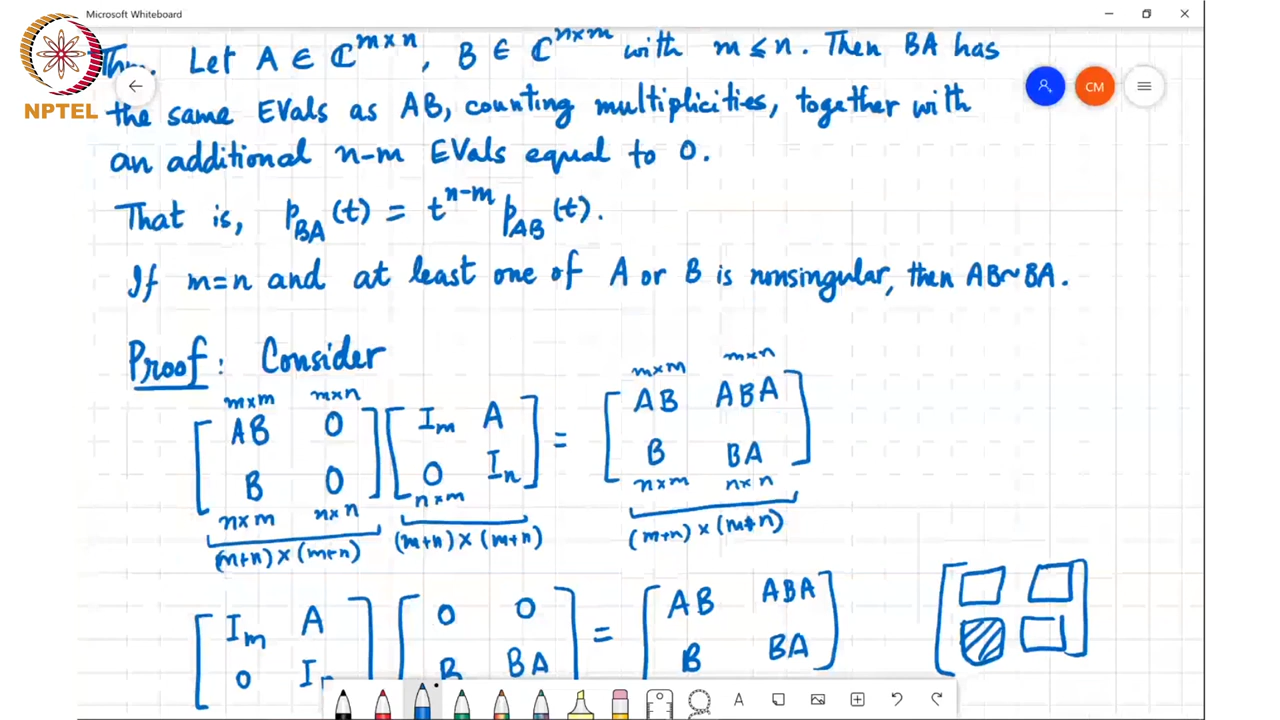 Microsoft Whiteboard
Thm. Let A ∈ ℂ^{m×n}, B ∈ ℂ^{n×m} with m ≤ n. Then BA has
NPTEL
CM
the same EVals as AB, counting multiplicities, together with
an additional n-m EVals equal to 0.
That is, p_{BA}(t) = t^{n-m} p_{AB}(t).
If m=n and at least one of A or B is nonsingular, then AB~BA.
Proof: Consider
m×m m×n m×m m×n
[ AB 0 ] [ I_m A ] = [ AB ABA ]
[ B 0 ] [ 0 I_n ] [ B BA ]
n×m n×n n×m n×m n×n
(m+n)×(m+n) (m+n)×(m+n) (m+n)×(m+n)
[ I_m A ] [ 0 0 ] = [ AB ABA ]
[ 0 I_n ] [ B BA ] [ B BA ]
A